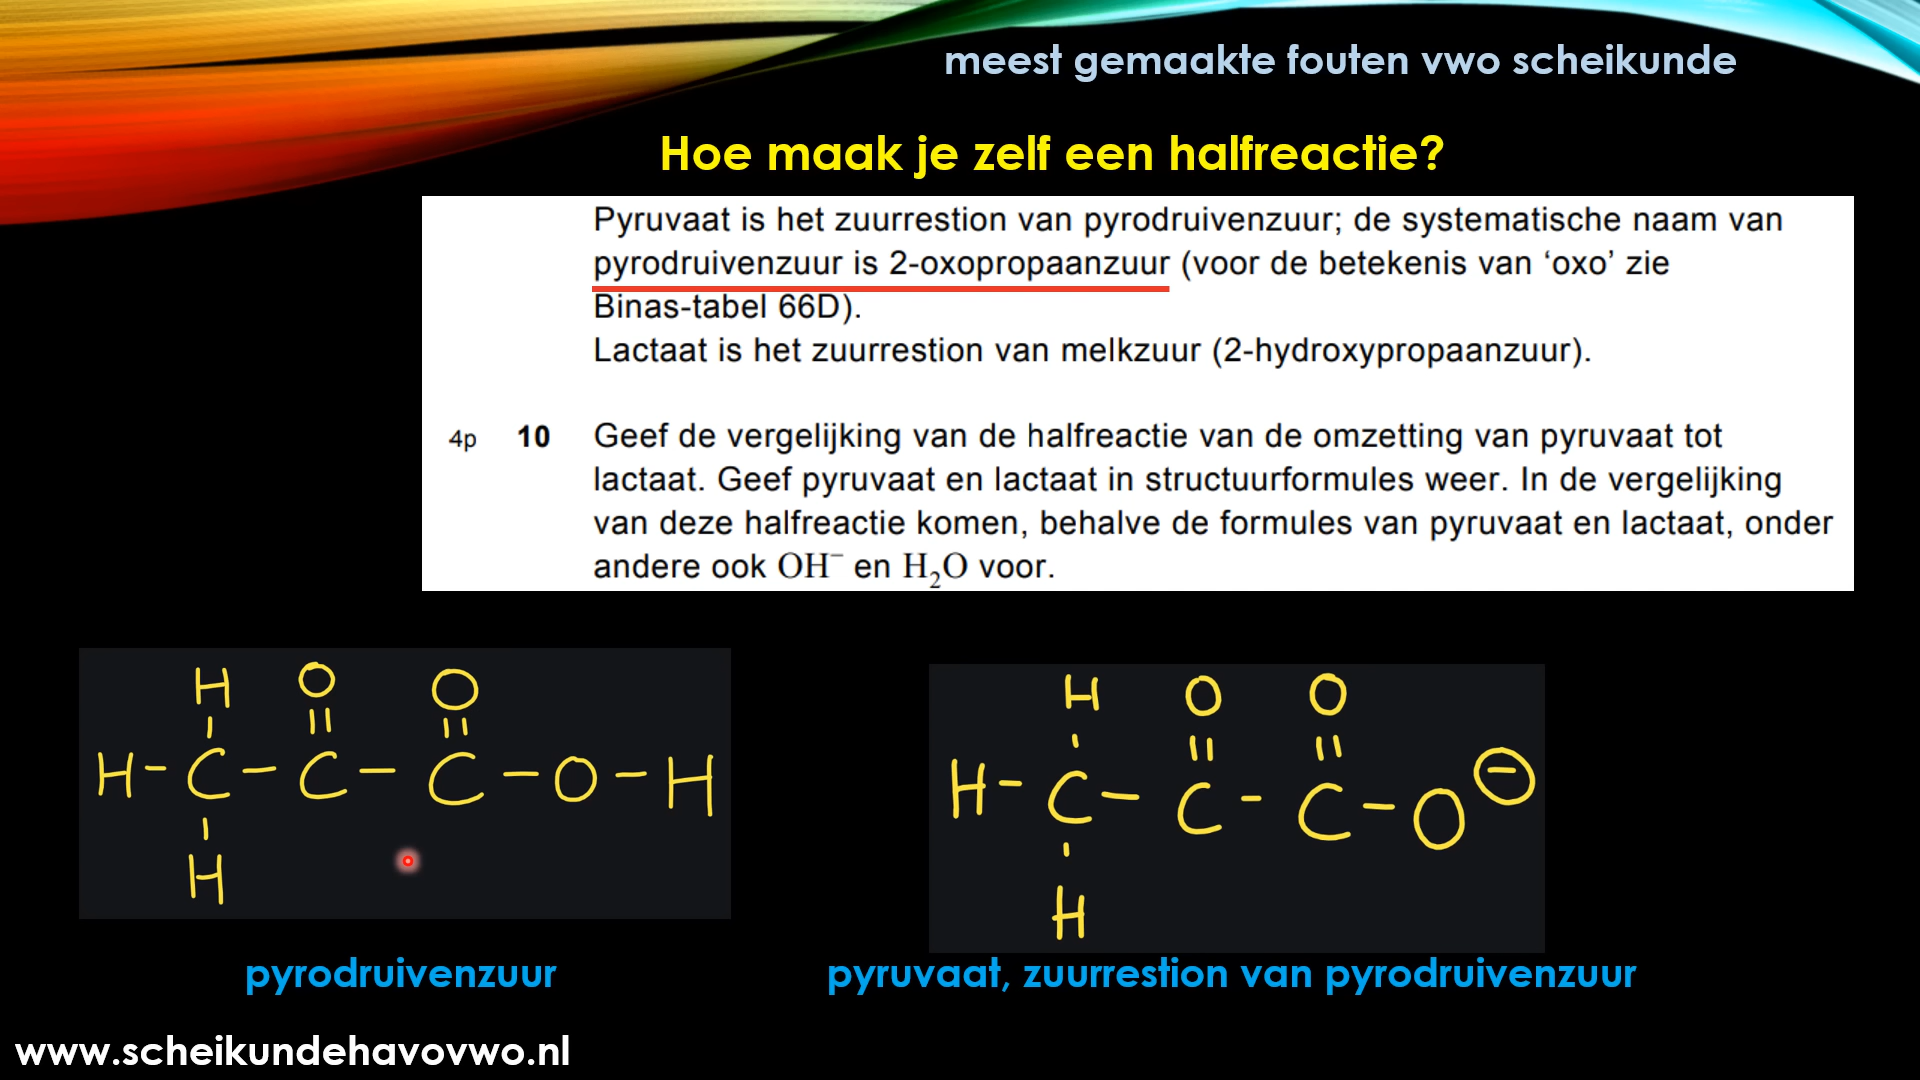 meest gemaakte fouten vwo scheikunde
Hoe maak je zelf een halfreactie?
Pyruvaat is het zuurrestion van pyrodruivenzuur; de systematische naam van
pyrodruivenzuur is 2-oxopropaanzuur (voor de betekenis van ‘oxo’ zie
Binas-tabel 66D).
Lactaat is het zuurrestion van melkzuur (2-hydroxypropaanzuur).
4p 10 Geef de vergelijking van de halfreactie van de omzetting van pyruvaat tot
lactaat. Geef pyruvaat en lactaat in structuurformules weer. In de vergelijking
van deze halfreactie komen, behalve de formules van pyruvaat en lactaat, onder
andere ook OH⁻ en H₂O voor.
H O O
H – C – C – C – O – H
H
H O O
H – C – C – C – O ⊖
H
pyrodruivenzuur
pyruvaat, zuurrestion van pyrodruivenzuur
www.scheikundehavovwo.nl